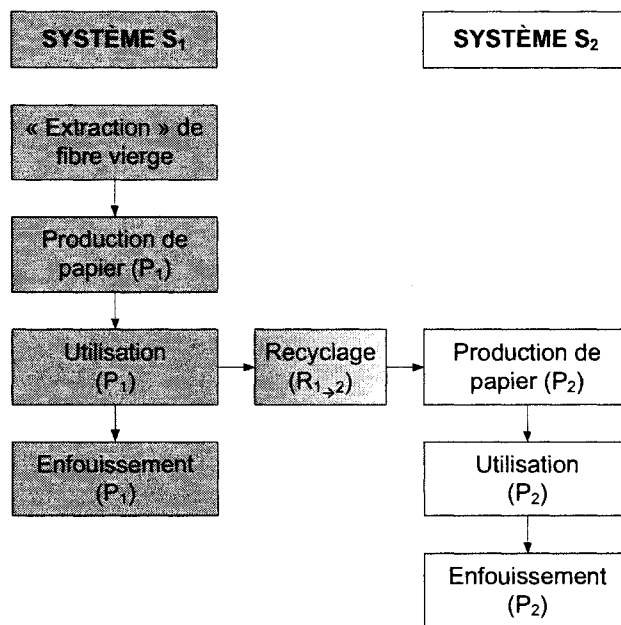 SYSTÈME S₁
SYSTÈME S₂
« Extraction » de
fibre vierge
Production de
papier (P₁)
Utilisation
(P₁)
Recyclage
(R₁→₂)
Production de
papier (P₂)
Enfouissement
(P₁)
Utilisation
(P₂)
Enfouissement
(P₂)